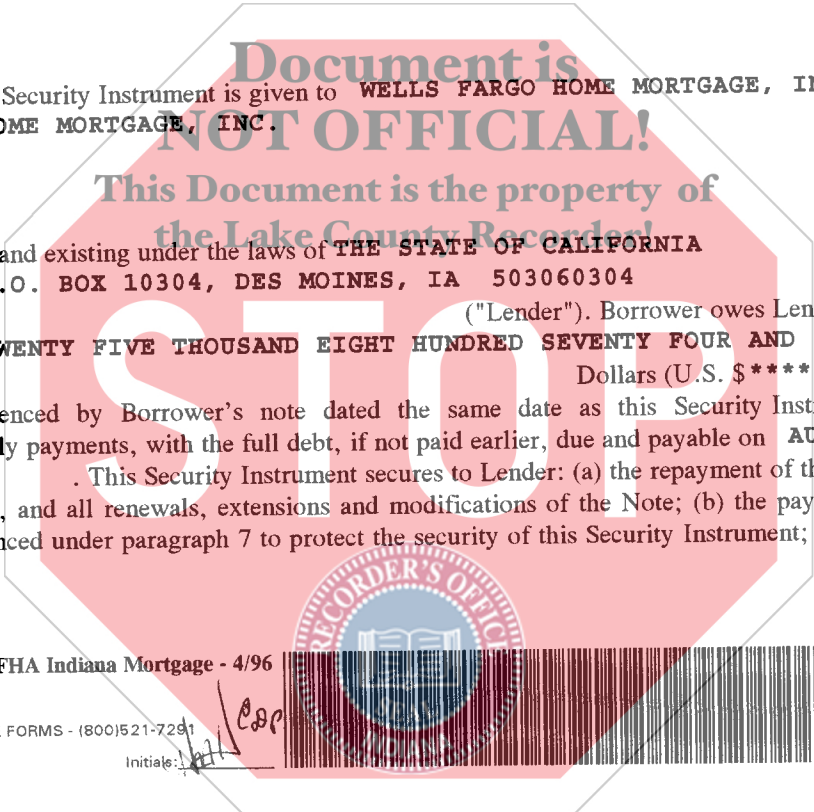 Document is
Security Instrument is given to WELLS FARGO HOME MORTGAGE, IN
OME MORTGAGE, INC.
NOT OFFICIAL!
This Document is the property of
the Lake County Recorder!
and existing under the laws of THE STATE OF CALIFORNIA
.O. BOX 10304, DES MOINES, IA 503060304
("Lender"). Borrower owes Len
WENTY FIVE THOUSAND EIGHT HUNDRED SEVENTY FOUR AND
Dollars (U.S. $****
STOP
enced by Borrower's note dated the same date as this Security Inst
ly payments, with the full debt, if not paid earlier, due and payable on AU
. This Security Instrument secures to Lender: (a) the repayment of th
, and all renewals, extensions and modifications of the Note; (b) the pay
nced under paragraph 7 to protect the security of this Security Instrument;
RECORDER'S OFFICE
SEAL
INDIANA
FHA Indiana Mortgage - 4/96
FORMS - (800)521-7291
Initials: